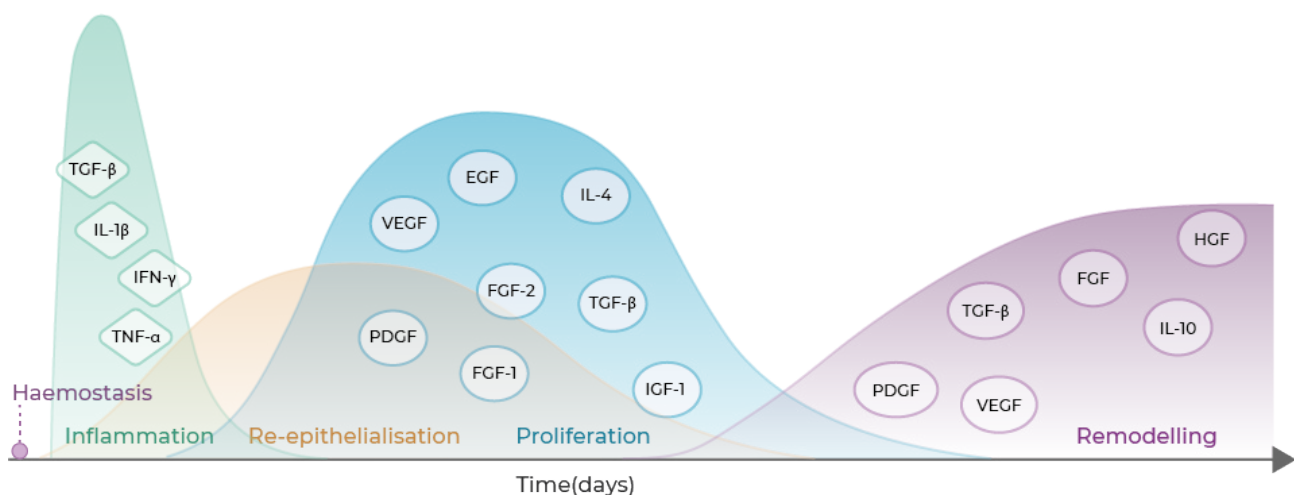 TGF-β
IL-1β
IFN-γ
TNF-α
EGF
IL-4
VEGF
FGF-2
TGF-β
PDGF
FGF-1
IGF-1
HGF
FGF
TGF-β
IL-10
PDGF
VEGF
Haemostasis
Inflammation
Re-epithelialisation
Proliferation
Remodelling
Time(days)